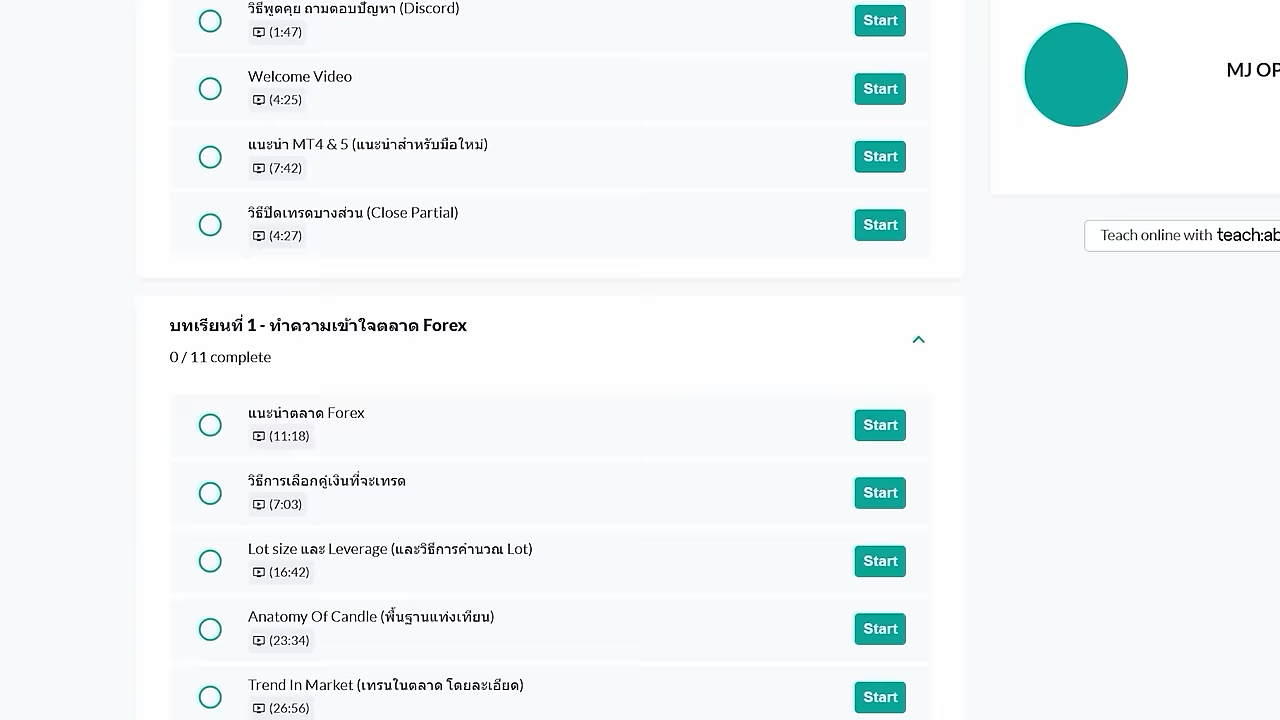 วิธีพูดคุย ถามตอบปัญหา (Discord)
(1:47)
Start
Welcome Video
(4:25)
Start
แนะนำ MT4 & 5 (แนะนำสำหรับมือใหม่)
(7:42)
Start
วิธีปิดเทรดบางส่วน (Close Partial)
(4:27)
Start
บทเรียนที่ 1 - ทำความเข้าใจตลาด Forex
0 / 11 complete
แนะนำตลาด Forex
(11:18)
Start
วิธีการเลือกคู่เงินที่จะเทรด
(7:03)
Start
Lot size และ Leverage (และวิธีการคำนวณ Lot)
(16:42)
Start
Anatomy Of Candle (พื้นฐานแท่งเทียน)
(23:34)
Start
Trend In Market (เทรนในตลาด โดยละเอียด)
(26:56)
Start
MJ OP
Teach online with teach:ab